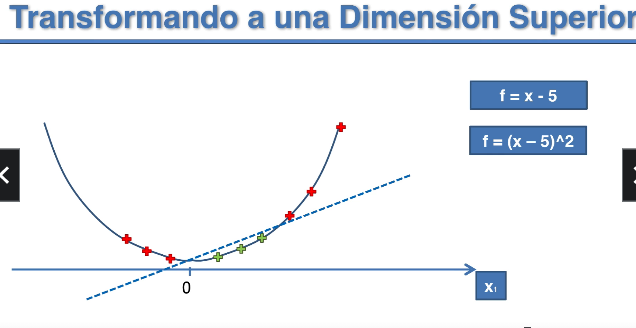 Transformando a una Dimensión Superior
f = x - 5
f = (x – 5)^2
0
x₁